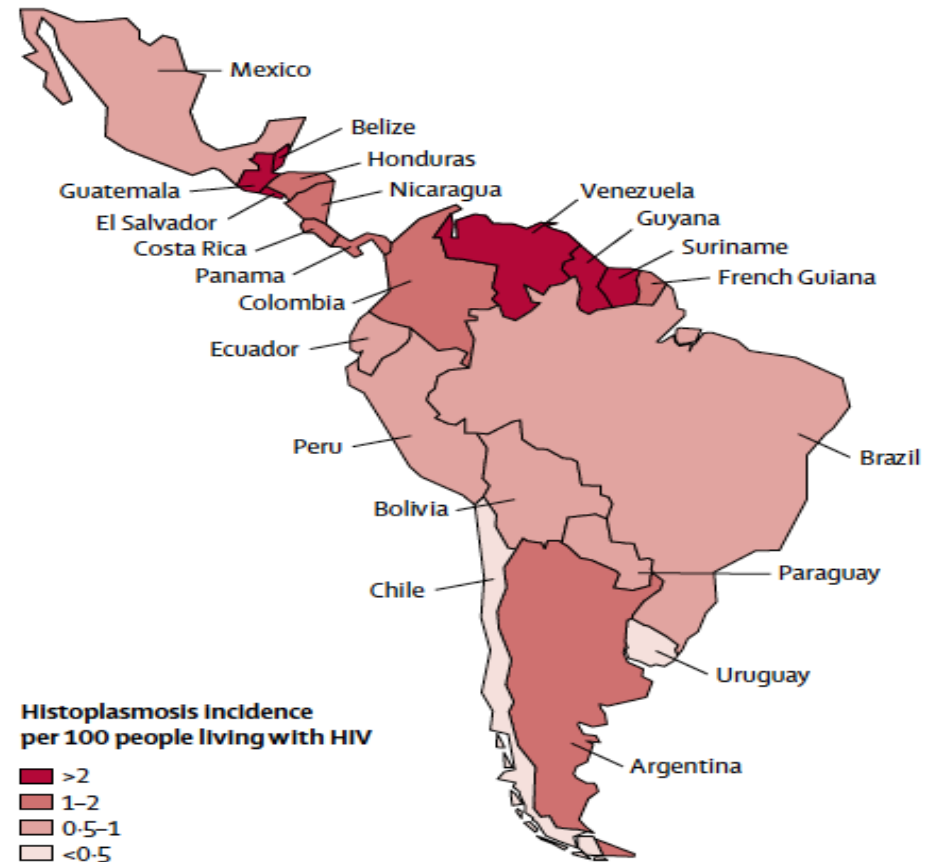 Mexico
Belize
Honduras
Guatemala
Nicaragua
Venezuela
El Salvador
Guyana
Costa Rica
Suriname
Panama
French Guiana
Colombia
Ecuador
Peru
Brazil
Bolivia
Paraguay
Chile
Uruguay
Histoplasmosis incidence
per 100 people living with HIV
Argentina
>2
1–2
0·5–1
<0·5